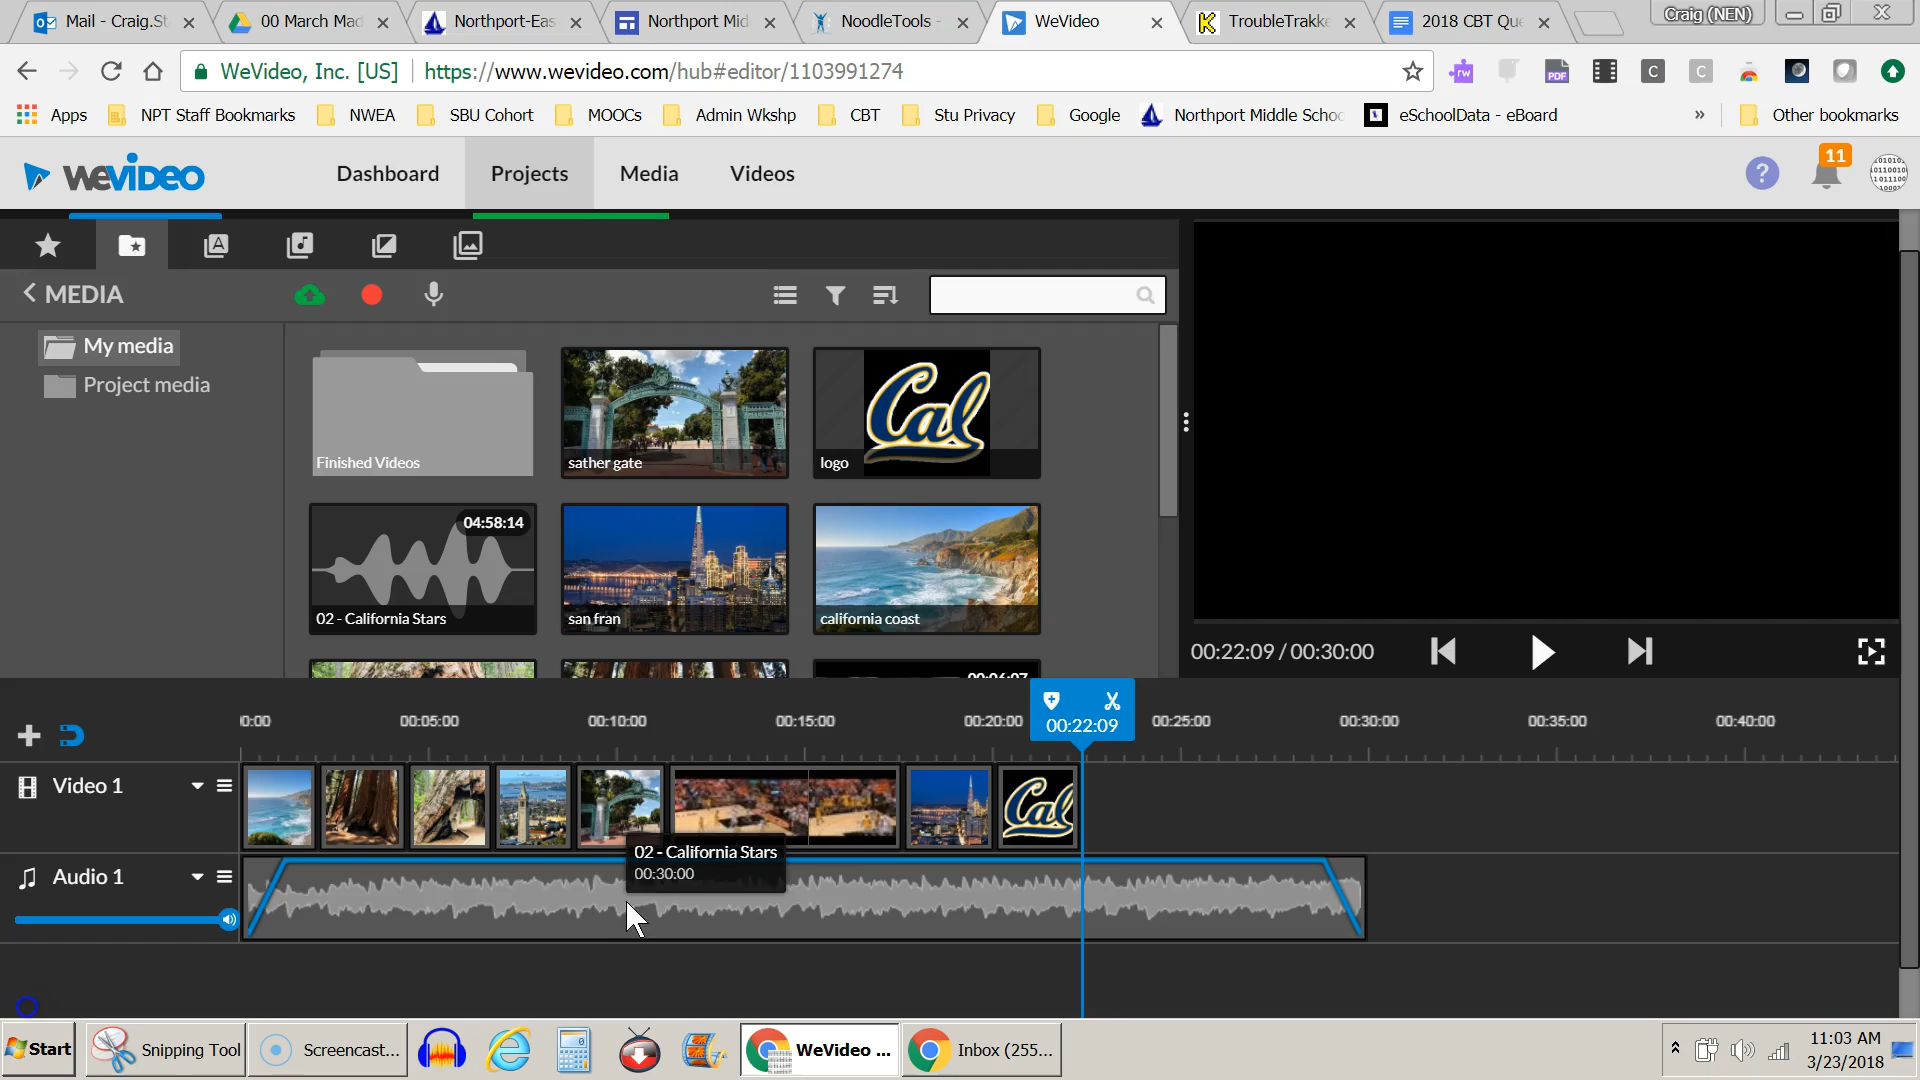 Mail - Craig.St
00 March Mad
Northport-Eas
Northport Mid
NoodleTools -
WeVideo
TroubleTrakke
2018 CBT Que
Craig (NEN)
WeVideo, Inc. [US]
https://www.wevideo.com/hub#editor/1103991274
rw
PDF
C
C
Apps
NPT Staff Bookmarks
NWEA
SBU Cohort
MOOCs
Admin Wkshp
CBT
Stu Privacy
Google
Northport Middle Schoo
eSchoolData - eBoard
»
Other bookmarks
WEVIDEO
Dashboard
Projects
Media
Videos
?
11
MEDIA
My media
Project media
Finished Videos
sather gate
Cal
logo
04:58:14
02 - California Stars
san fran
california coast
00:22:09 / 00:30:00
00:22:09
0:00
00:05:00
00:10:00
00:15:00
00:20:00
00:25:00
00:30:00
00:35:00
00:40:00
Video 1
Cal
02 - California Stars
00:30:00
Audio 1
Start
Snipping Tool
Screencast...
WeVideo ...
Inbox (255...
11:03 AM
3/23/2018